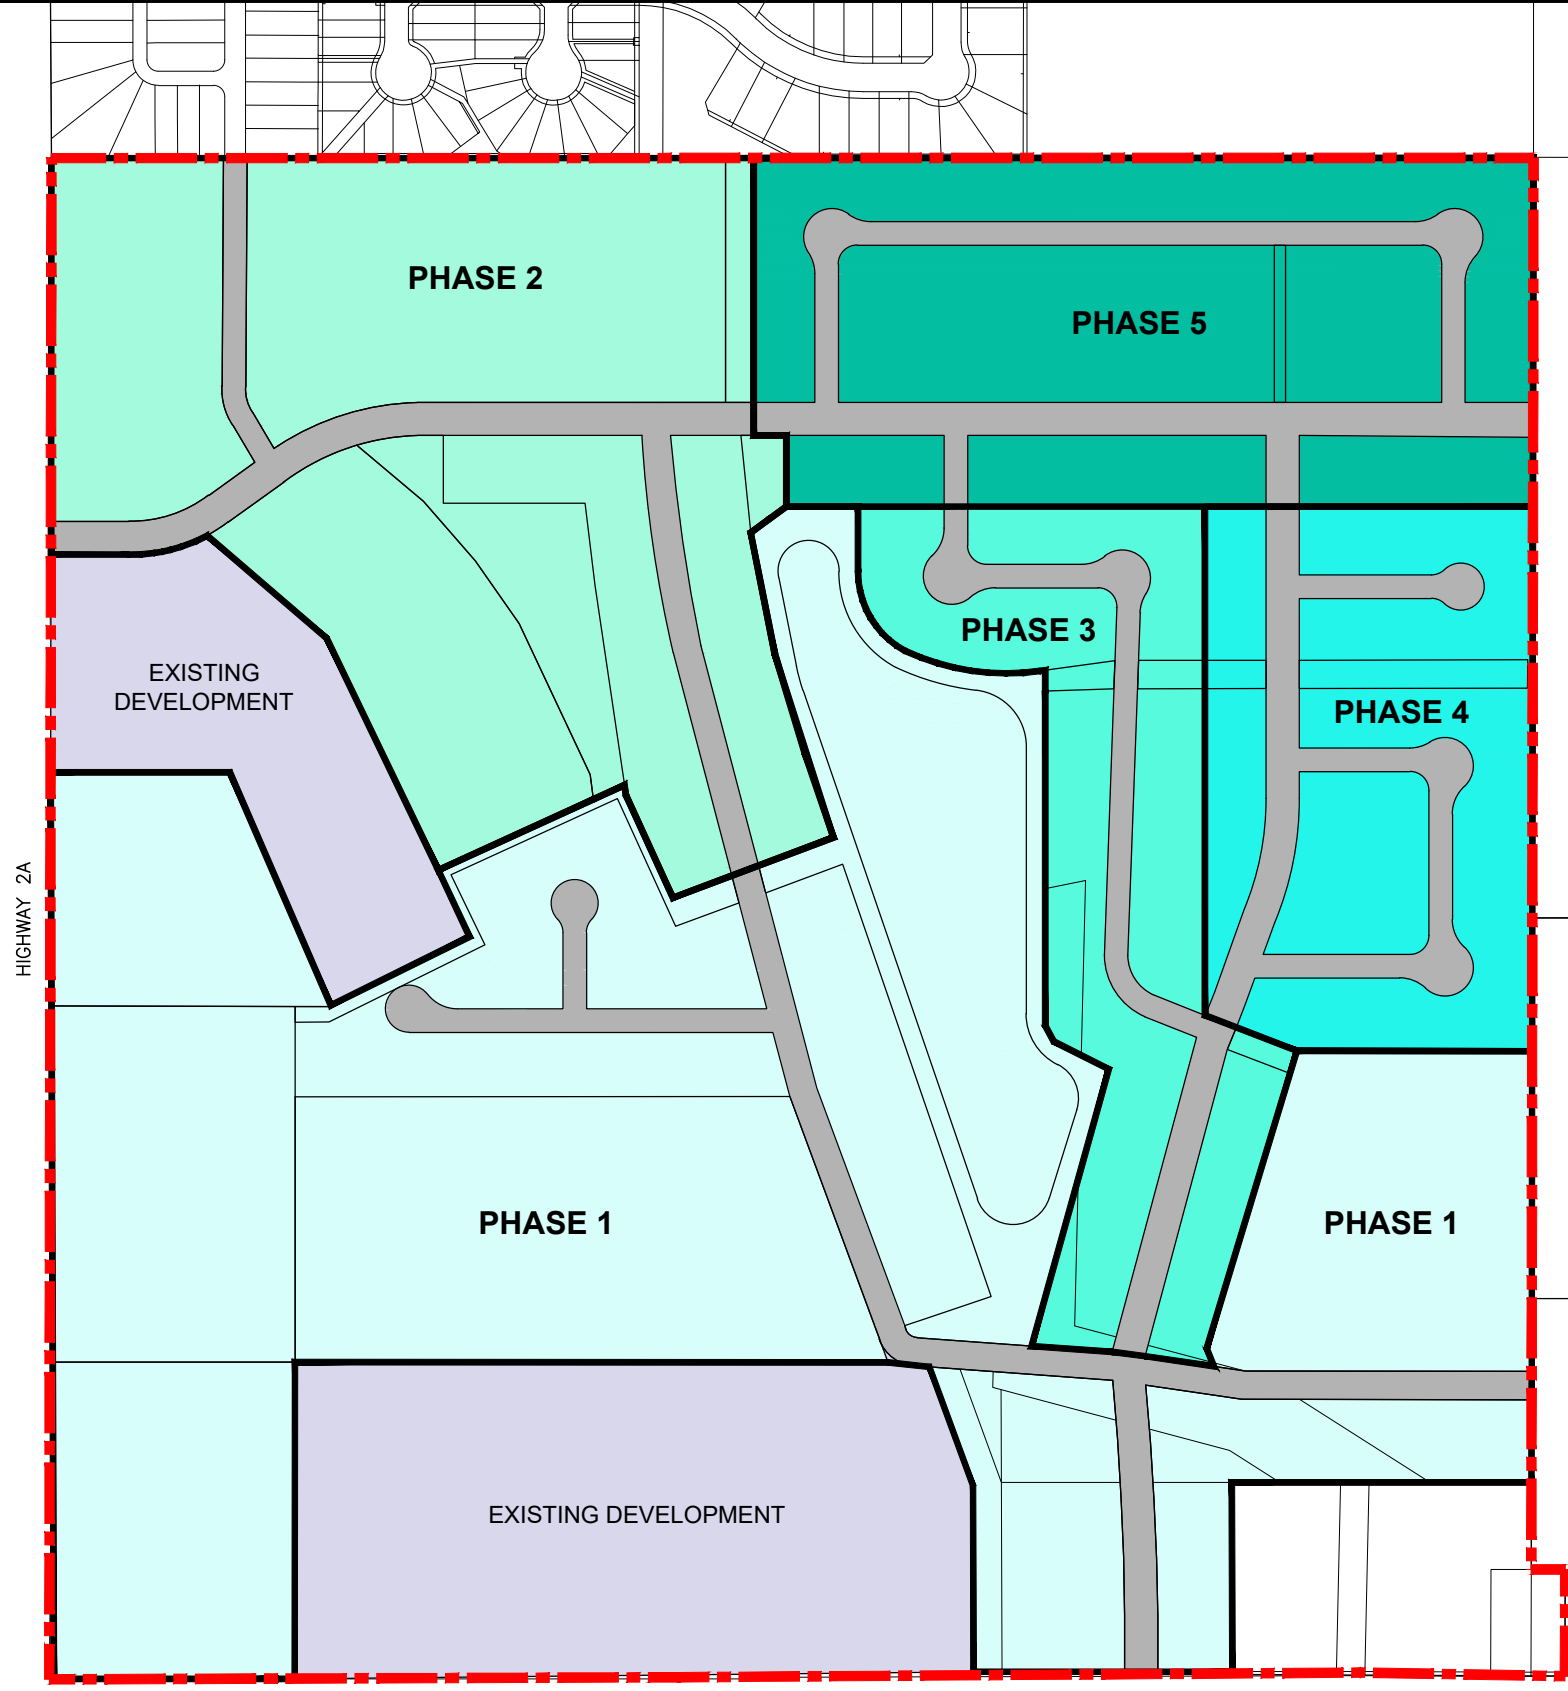 PHASE 2
PHASE 5
PHASE 3
EXISTING
DEVELOPMENT
PHASE 4
HIGHWAY 2A
PHASE 1
PHASE 1
EXISTING DEVELOPMENT